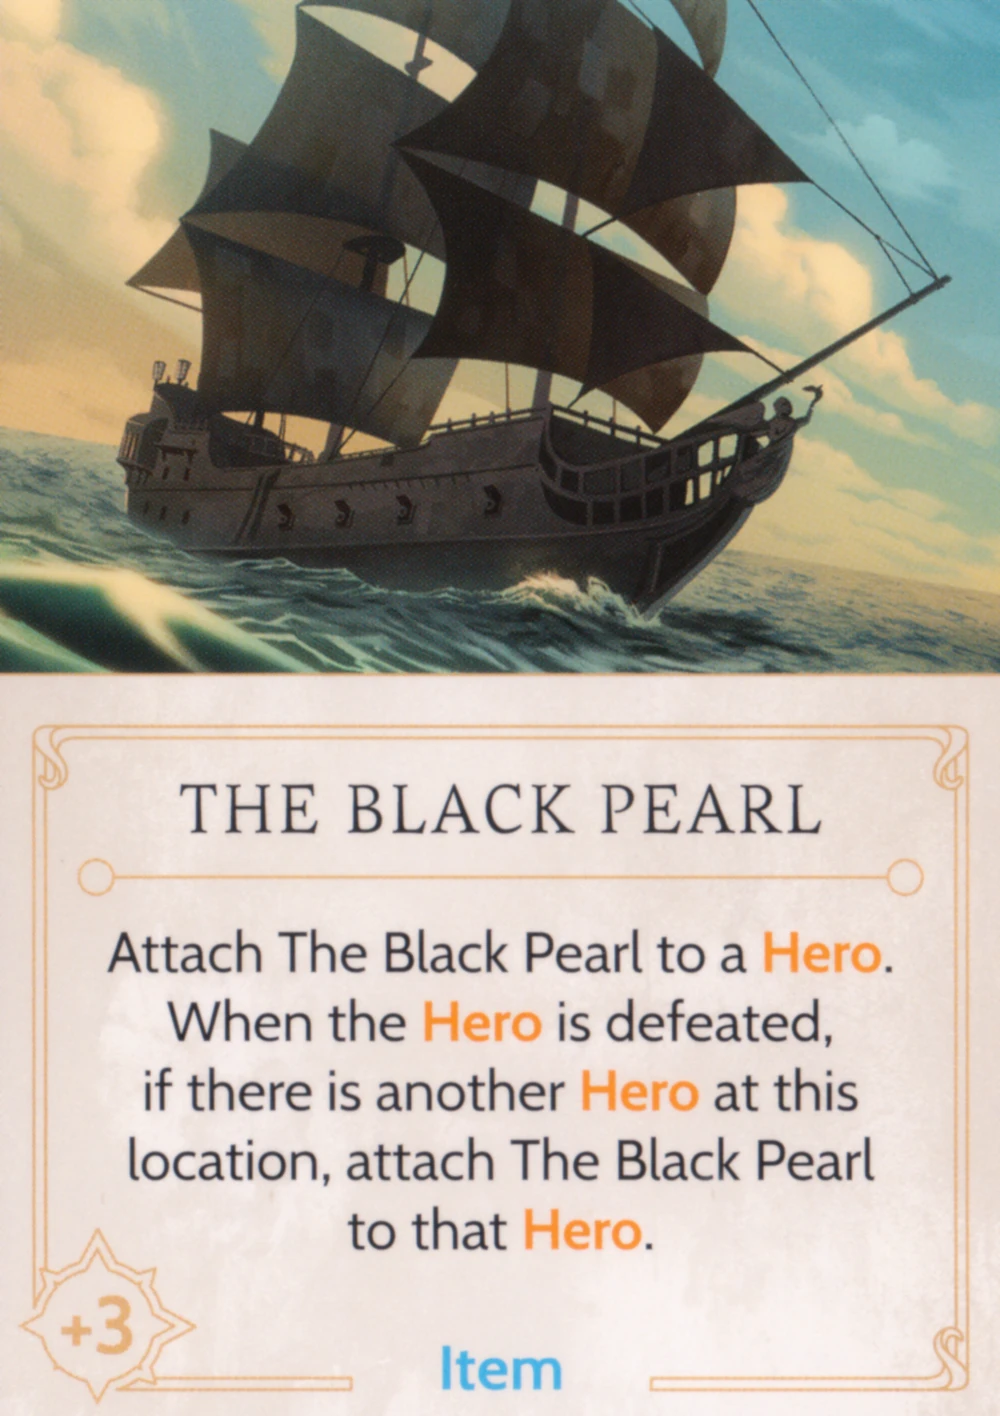 THE BLACK PEARL
Attach The Black Pearl to a Hero.
When the Hero is defeated,
if there is another Hero at this
location, attach The Black Pearl
to that Hero.
+3
Item